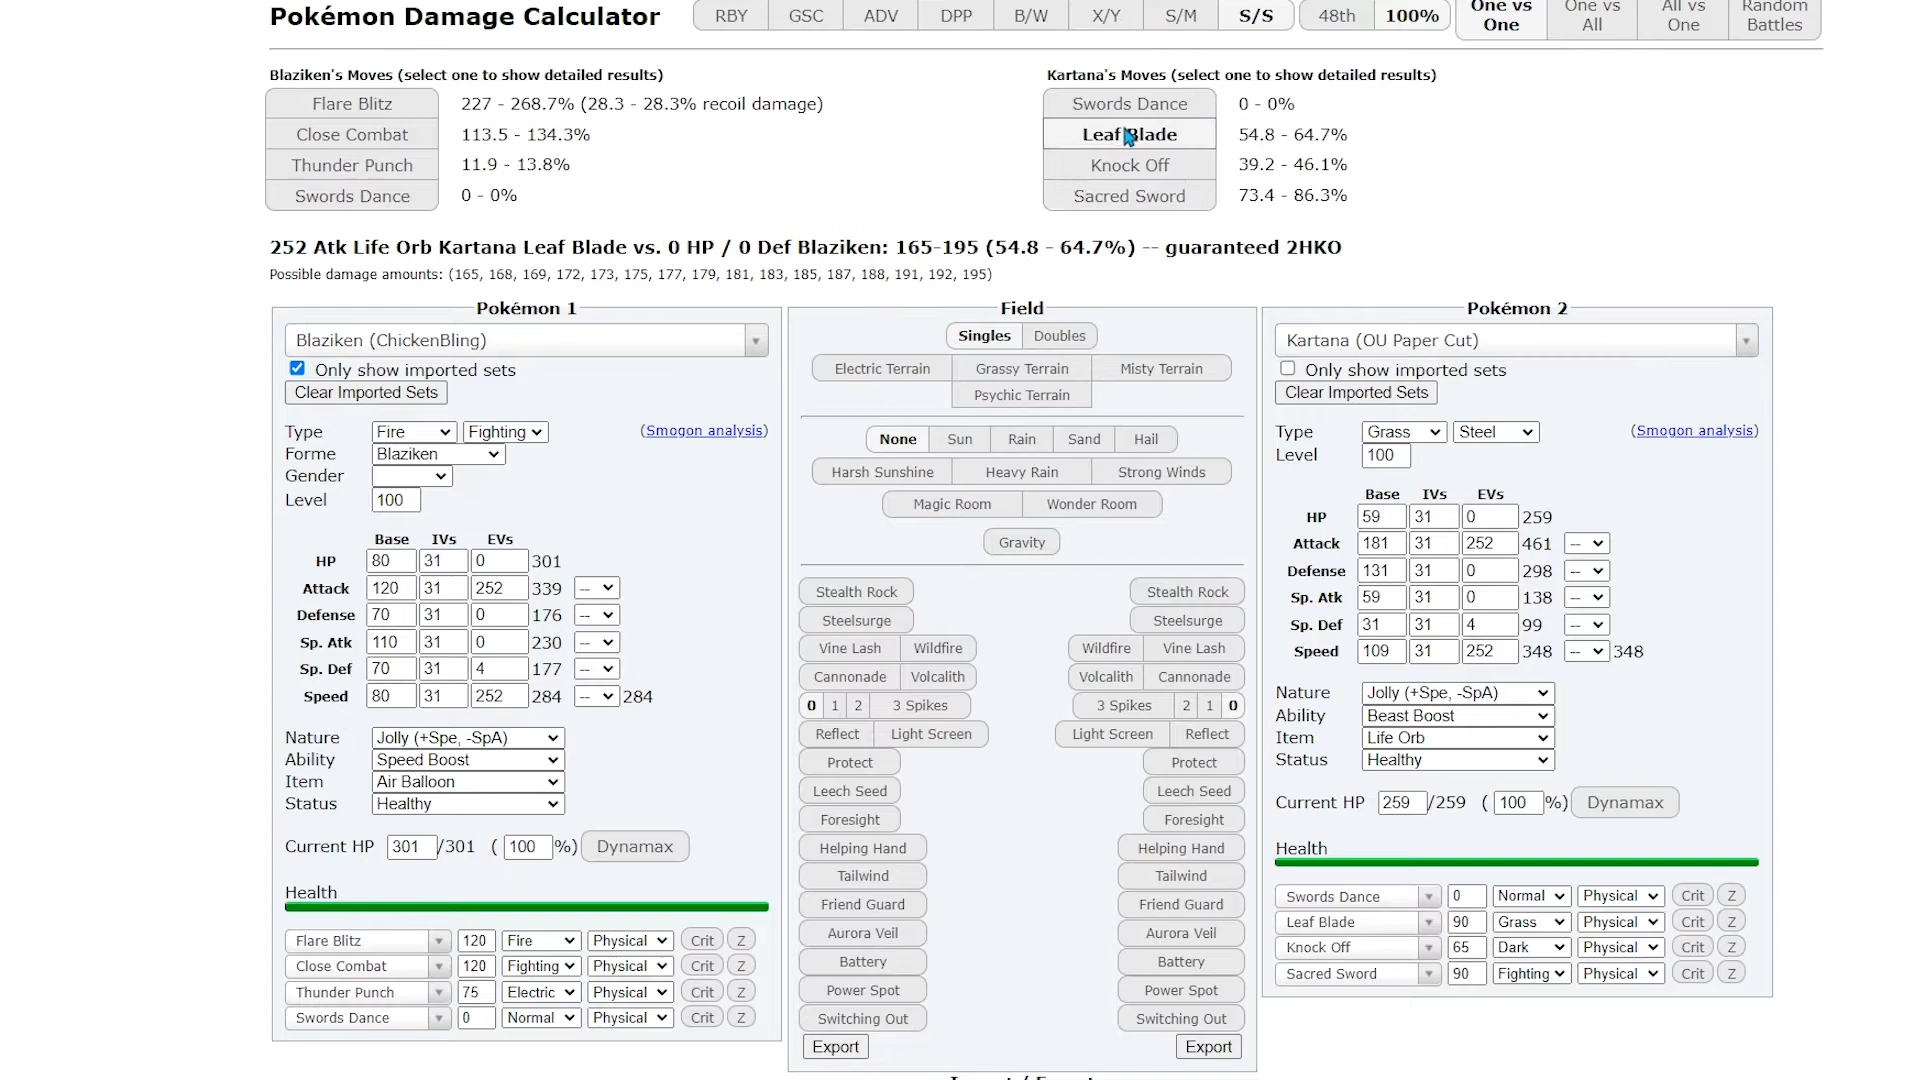 Pokémon Damage Calculator RBY GSC ADV DPP B/W X/Y S/M S/S 48th 100% One vs One One vs All All vs One Random Battles
Blaziken's Moves (select one to show detailed results)
Flare Blitz 227 - 268.7% (28.3 - 28.3% recoil damage)
Close Combat 113.5 - 134.3%
Thunder Punch 11.9 - 13.8%
Swords Dance 0 - 0%
Kartana's Moves (select one to show detailed results)
Swords Dance 0 - 0%
Leaf Blade 54.8 - 64.7%
Knock Off 39.2 - 46.1%
Sacred Sword 73.4 - 86.3%
252 Atk Life Orb Kartana Leaf Blade vs. 0 HP / 0 Def Blaziken: 165-195 (54.8 - 64.7%) -- guaranteed 2HKO
Possible damage amounts: (165, 168, 169, 172, 173, 175, 177, 179, 181, 183, 185, 187, 188, 191, 192, 195)
Pokémon 1
Blaziken (ChickenBling)
Only show imported sets
Clear Imported Sets
Type Fire Fighting (Smogon analysis)
Forme Blaziken
Gender
Level 100
Base IVs EVs
HP 80 31 0 301
Attack 120 31 252 339 --
Defense 70 31 0 176 --
Sp. Atk 110 31 0 230 --
Sp. Def 70 31 4 177 --
Speed 80 31 252 284 -- 284
Nature Jolly (+Spe, -SpA)
Ability Speed Boost
Item Air Balloon
Status Healthy
Current HP 301 /301 ( 100 %) Dynamax
Health
Flare Blitz 120 Fire Physical Crit Z
Close Combat 120 Fighting Physical Crit Z
Thunder Punch 75 Electric Physical Crit Z
Swords Dance 0 Normal Physical Crit Z
Field
Singles Doubles
Electric Terrain Grassy Terrain Misty Terrain
Psychic Terrain
None Sun Rain Sand Hail
Harsh Sunshine Heavy Rain Strong Winds
Magic Room Wonder Room
Gravity
Stealth Rock Stealth Rock
Steelsurge Steelsurge
Vine Lash Wildfire Wildfire Vine Lash
Cannonade Volcalith Volcalith Cannonade
0 1 2 3 Spikes 3 Spikes 2 1 0
Reflect Light Screen Light Screen Reflect
Protect Protect
Leech Seed Leech Seed
Foresight Foresight
Helping Hand Helping Hand
Tailwind Tailwind
Friend Guard Friend Guard
Aurora Veil Aurora Veil
Battery Battery
Power Spot Power Spot
Switching Out Switching Out
Export Export
Pokémon 2
Kartana (OU Paper Cut)
Only show imported sets
Clear Imported Sets
Type Grass Steel (Smogon analysis)
Level 100
Base IVs EVs
HP 59 31 0 259
Attack 181 31 252 461 --
Defense 131 31 0 298 --
Sp. Atk 59 31 0 138 --
Sp. Def 31 31 4 99 --
Speed 109 31 252 348 -- 348
Nature Jolly (+Spe, -SpA)
Ability Beast Boost
Item Life Orb
Status Healthy
Current HP 259 /259 ( 100 %) Dynamax
Health
Swords Dance 0 Normal Physical Crit Z
Leaf Blade 90 Grass Physical Crit Z
Knock Off 65 Dark Physical Crit Z
Sacred Sword 90 Fighting Physical Crit Z